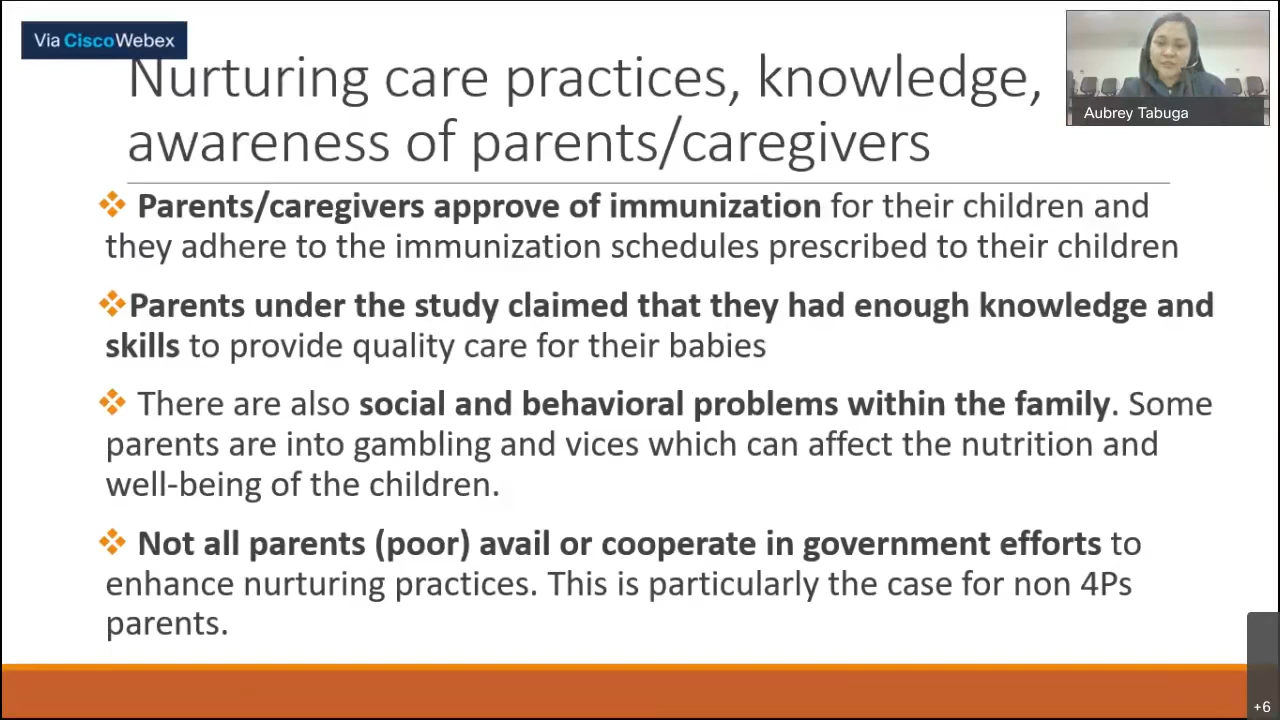 Via CiscoWebex
Nurturing care practices, knowledge,
awareness of parents/caregivers
Aubrey Tabuga
Parents/caregivers approve of immunization for their children and
they adhere to the immunization schedules prescribed to their children
Parents under the study claimed that they had enough knowledge and
skills to provide quality care for their babies
There are also social and behavioral problems within the family. Some
parents are into gambling and vices which can affect the nutrition and
well-being of the children.
Not all parents (poor) avail or cooperate in government efforts to
enhance nurturing practices. This is particularly the case for non 4Ps
parents.
+6